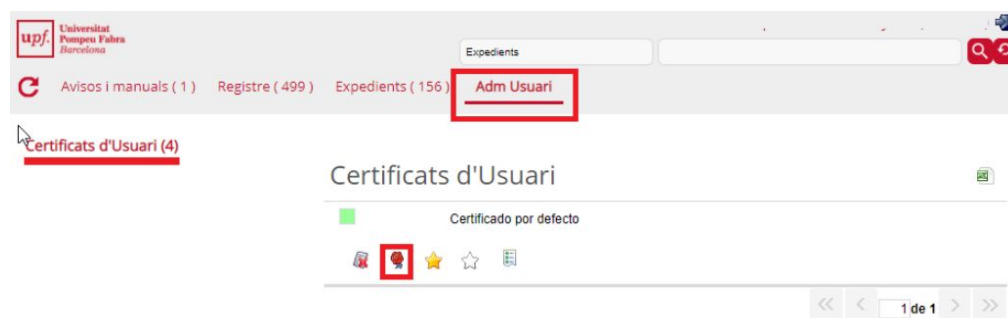 upf.
Universitat
Pompeu Fabra
Barcelona
Expedients
Avisos i manuals ( 1 ) Registre ( 499 ) Expedients ( 156 ) Adm Usuari
Certificats d'Usuari (4)
Certificats d'Usuari
Certificado por defecto
1 de 1